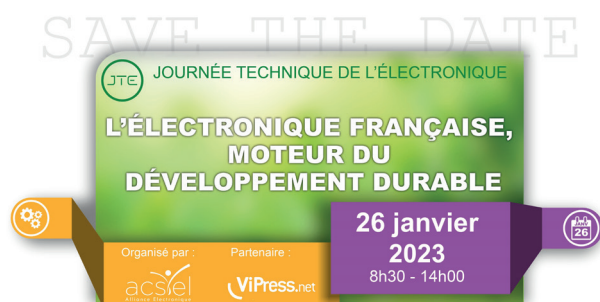 SAVE THE DATE
JTE
JOURNÉE TECHNIQUE DE L'ÉLECTRONIQUE
L'ÉLECTRONIQUE FRANÇAISE,
MOTEUR DU
DÉVELOPPEMENT DURABLE
26 janvier
2023
8h30 - 14h00
26
Organisé par :
acsiel
Alliance Électronique
Partenaire :
ViPress.net